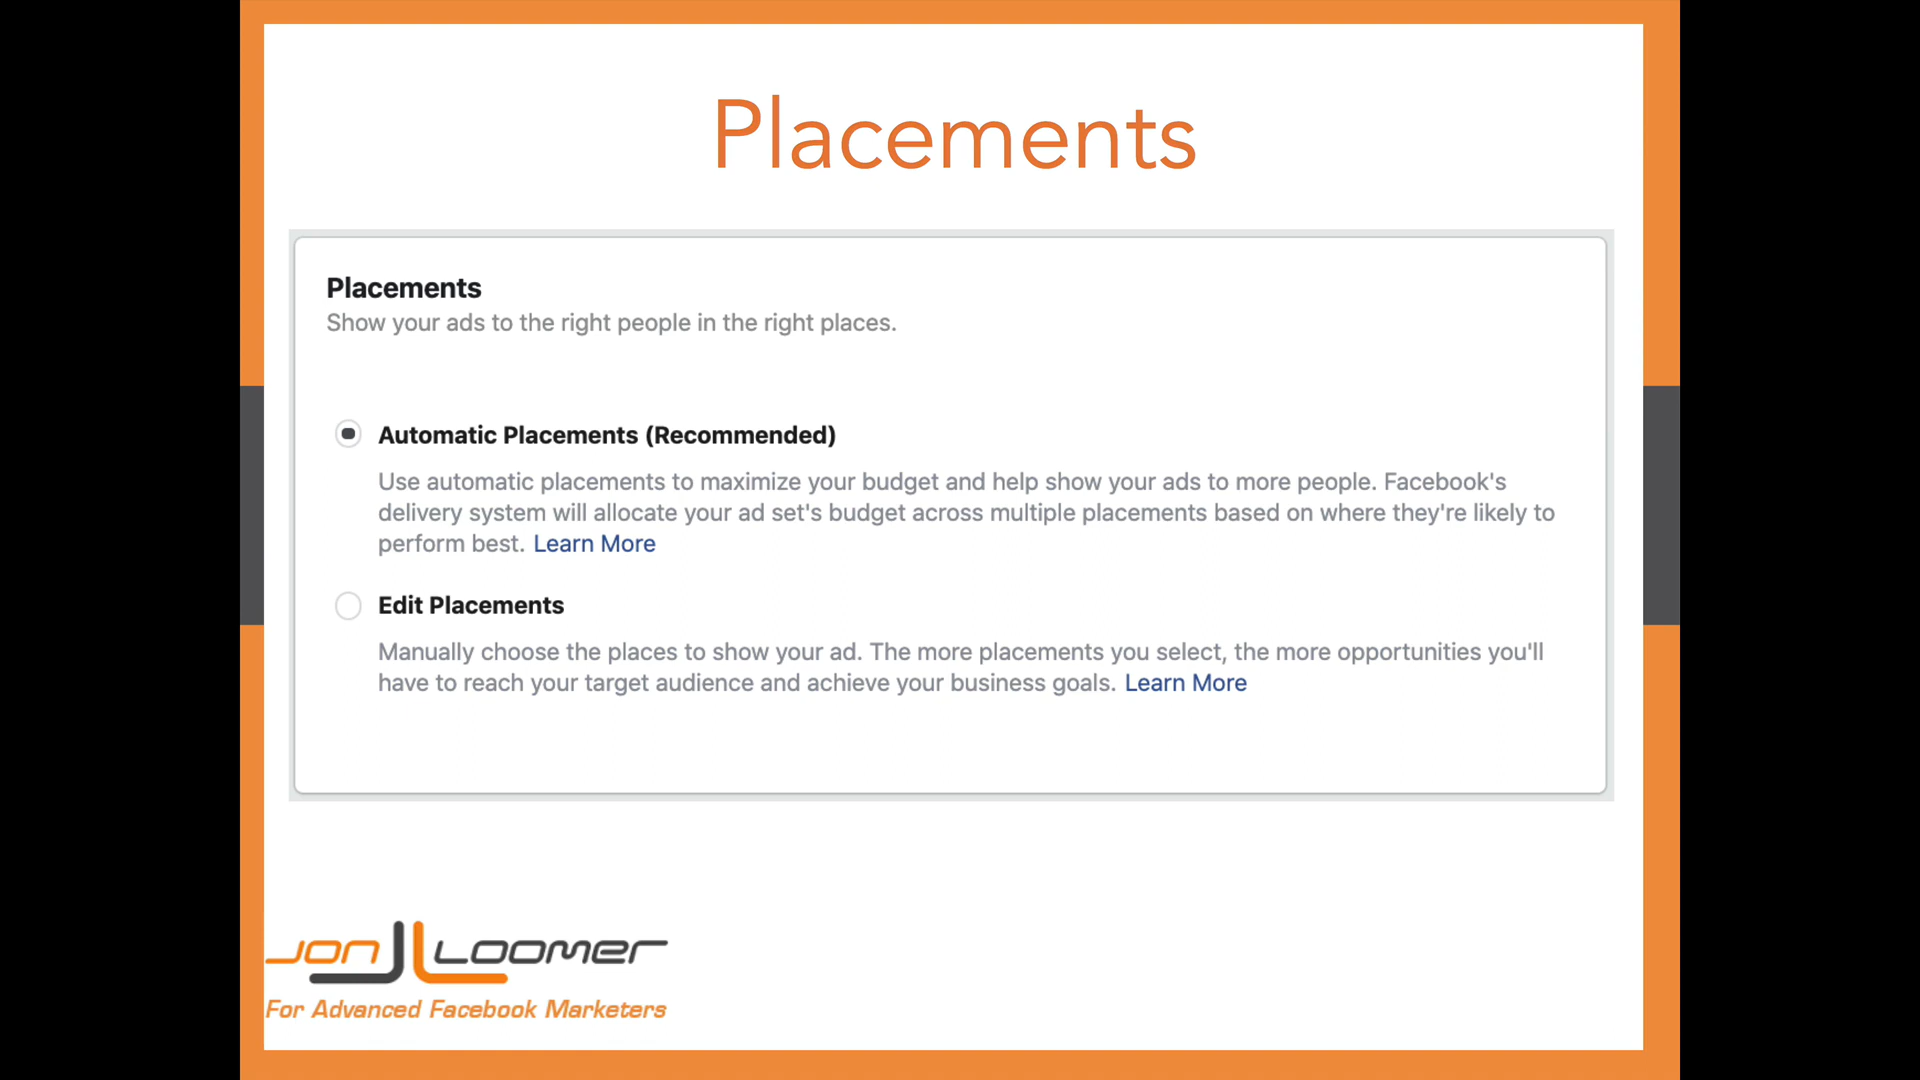 Placements
Placements
Show your ads to the right people in the right places.
Automatic Placements (Recommended)
Use automatic placements to maximize your budget and help show your ads to more people. Facebook's
delivery system will allocate your ad set's budget across multiple placements based on where they're likely to
perform best. Learn More
Edit Placements
Manually choose the places to show your ad. The more placements you select, the more opportunities you'll
have to reach your target audience and achieve your business goals. Learn More
Jon JL Loomer
For Advanced Facebook Marketers